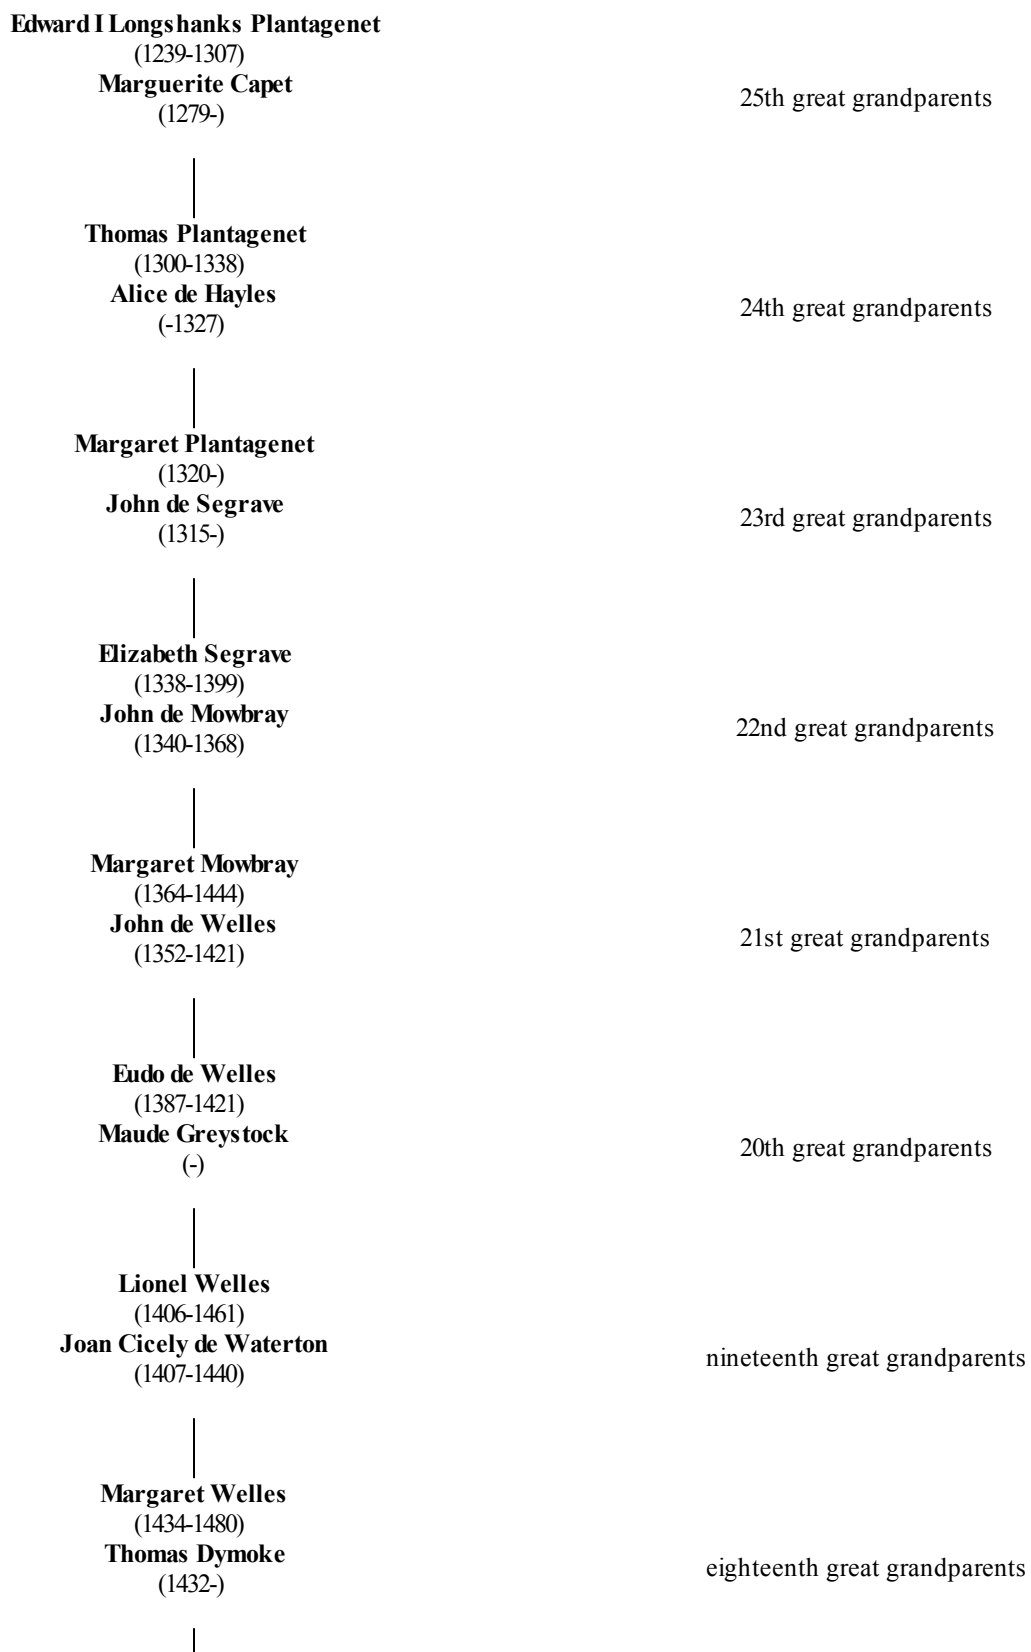 Edward I Longshanks Plantagenet
(1239-1307)
Marguerite Capet
(1279-)
25th great grandparents
Thomas Plantagenet
(1300-1338)
Alice de Hayles
(-1327)
24th great grandparents
Margaret Plantagenet
(1320-)
John de Segrave
(1315-)
23rd great grandparents
Elizabeth Segrave
(1338-1399)
John de Mowbray
(1340-1368)
22nd great grandparents
Margaret Mowbray
(1364-1444)
John de Welles
(1352-1421)
21st great grandparents
Eudo de Welles
(1387-1421)
Maude Greystock
(-)
20th great grandparents
Lionel Welles
(1406-1461)
Joan Cicely de Waterton
(1407-1440)
nineteenth great grandparents
Margaret Welles
(1434-1480)
Thomas Dymoke
(1432-)
eighteenth great grandparents